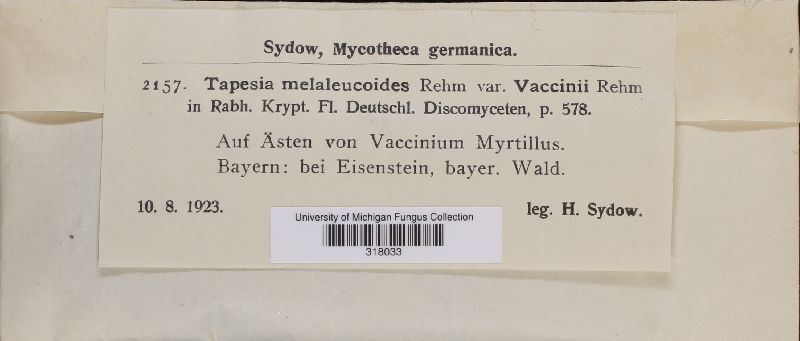 Sydow, Mycotheca germanica.
2157. Tapesia melaleucoides Rehm var. Vaccinii Rehm
in Rabh. Krypt. Fl. Deutschl. Discomyceten, p. 578.
Auf Ästen von Vaccinium Myrtillus.
Bayern: bei Eisenstein, bayer. Wald.
10. 8. 1923. leg. H. Sydow.
University of Michigan Fungus Collection
318033